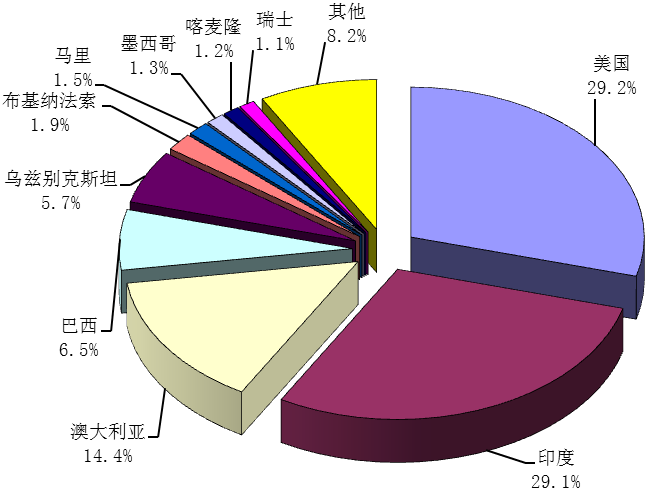 其他
8.2%
瑞士
1.1%
喀麦隆
1.2%
墨西哥
1.3%
马里
1.5%
布基纳法索
1.9%
乌兹别克斯坦
5.7%
巴西
6.5%
澳大利亚
14.4%
印度
29.1%
美国
29.2%